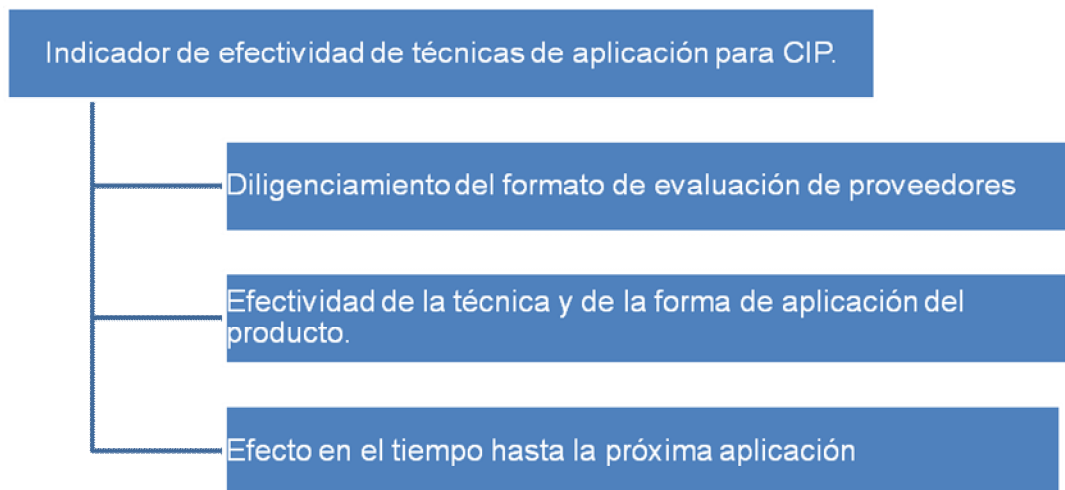 Indicador de efectividad de técnicas de aplicación para CIP.
Diligenciamiento del formato de evaluación de proveedores
Efectividad de la técnica y de la forma de aplicación del
producto.
Efecto en el tiempo hasta la próxima aplicación